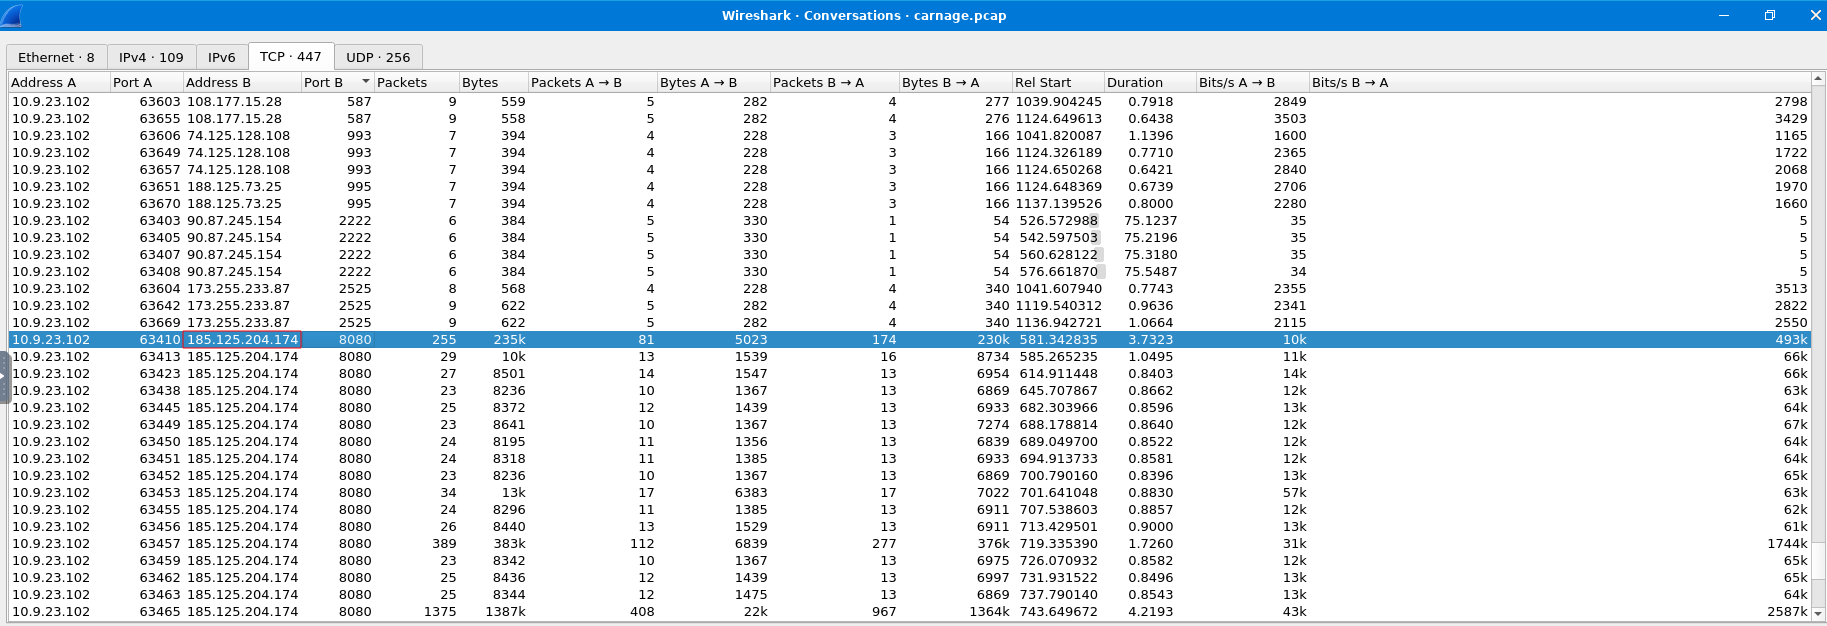 Wireshark · Conversations · carnage.pcap
Ethernet · 8 IPv4 · 109 IPv6 TCP · 447 UDP · 256
Address A Port A Address B Port B Packets Bytes Packets A → B Bytes A → B Packets B → A Bytes B → A Rel Start Duration Bits/s A → B Bits/s B → A
10.9.23.102 63603 108.177.15.28 587 9 559 5 282 4 277 1039.904245 0.7918 2849 2798
10.9.23.102 63655 108.177.15.28 587 9 558 5 282 4 276 1124.649613 0.6438 3503 3429
10.9.23.102 63606 74.125.128.108 993 7 394 4 228 3 166 1041.820087 1.1396 1600 1165
10.9.23.102 63649 74.125.128.108 993 7 394 4 228 3 166 1124.326189 0.7710 2365 1722
10.9.23.102 63657 74.125.128.108 993 7 394 4 228 3 166 1124.650268 0.6421 2840 2068
10.9.23.102 63651 188.125.73.25 995 7 394 4 228 3 166 1124.648369 0.6739 2706 1970
10.9.23.102 63670 188.125.73.25 995 7 394 4 228 3 166 1137.139526 0.8000 2280 1660
10.9.23.102 63403 90.87.245.154 2222 6 384 5 330 1 54 526.572988 75.1237 35 5
10.9.23.102 63405 90.87.245.154 2222 6 384 5 330 1 54 542.597503 75.2196 35 5
10.9.23.102 63407 90.87.245.154 2222 6 384 5 330 1 54 560.628122 75.3180 35 5
10.9.23.102 63408 90.87.245.154 2222 6 384 5 330 1 54 576.661870 75.5487 34 5
10.9.23.102 63604 173.255.233.87 2525 8 568 4 228 4 340 1041.607940 0.7743 2355 3513
10.9.23.102 63642 173.255.233.87 2525 9 622 5 282 4 340 1119.540312 0.9636 2341 2822
10.9.23.102 63669 173.255.233.87 2525 9 622 5 282 4 340 1136.942721 1.0664 2115 2550
10.9.23.102 63410 185.125.204.174 8080 255 235k 81 5023 174 230k 581.342835 3.7323 10k 493k
10.9.23.102 63413 185.125.204.174 8080 29 10k 13 1539 16 8734 585.265235 1.0495 11k 66k
10.9.23.102 63423 185.125.204.174 8080 27 8501 14 1547 13 6954 614.911448 0.8403 14k 66k
10.9.23.102 63438 185.125.204.174 8080 23 8236 10 1367 13 6869 645.707867 0.8662 12k 63k
10.9.23.102 63445 185.125.204.174 8080 25 8372 12 1439 13 6933 682.303966 0.8596 13k 64k
10.9.23.102 63449 185.125.204.174 8080 23 8641 10 1367 13 7274 688.178814 0.8640 12k 67k
10.9.23.102 63450 185.125.204.174 8080 24 8195 11 1356 13 6839 689.049700 0.8522 12k 64k
10.9.23.102 63451 185.125.204.174 8080 24 8318 11 1385 13 6933 694.913733 0.8581 12k 64k
10.9.23.102 63452 185.125.204.174 8080 23 8236 10 1367 13 6869 700.790160 0.8396 13k 65k
10.9.23.102 63453 185.125.204.174 8080 34 13k 17 6383 17 7022 701.641048 0.8830 57k 63k
10.9.23.102 63455 185.125.204.174 8080 24 8296 11 1385 13 6911 707.538603 0.8857 12k 62k
10.9.23.102 63456 185.125.204.174 8080 26 8440 13 1529 13 6911 713.429501 0.9000 13k 61k
10.9.23.102 63457 185.125.204.174 8080 389 383k 112 6839 277 376k 719.335390 1.7260 31k 1744k
10.9.23.102 63459 185.125.204.174 8080 23 8342 10 1367 13 6975 726.070932 0.8582 12k 65k
10.9.23.102 63462 185.125.204.174 8080 25 8436 12 1439 13 6997 731.931522 0.8496 13k 65k
10.9.23.102 63463 185.125.204.174 8080 25 8344 12 1475 13 6869 737.790140 0.8543 13k 64k
10.9.23.102 63465 185.125.204.174 8080 1375 1387k 408 22k 967 1364k 743.649672 4.2193 43k 2587k